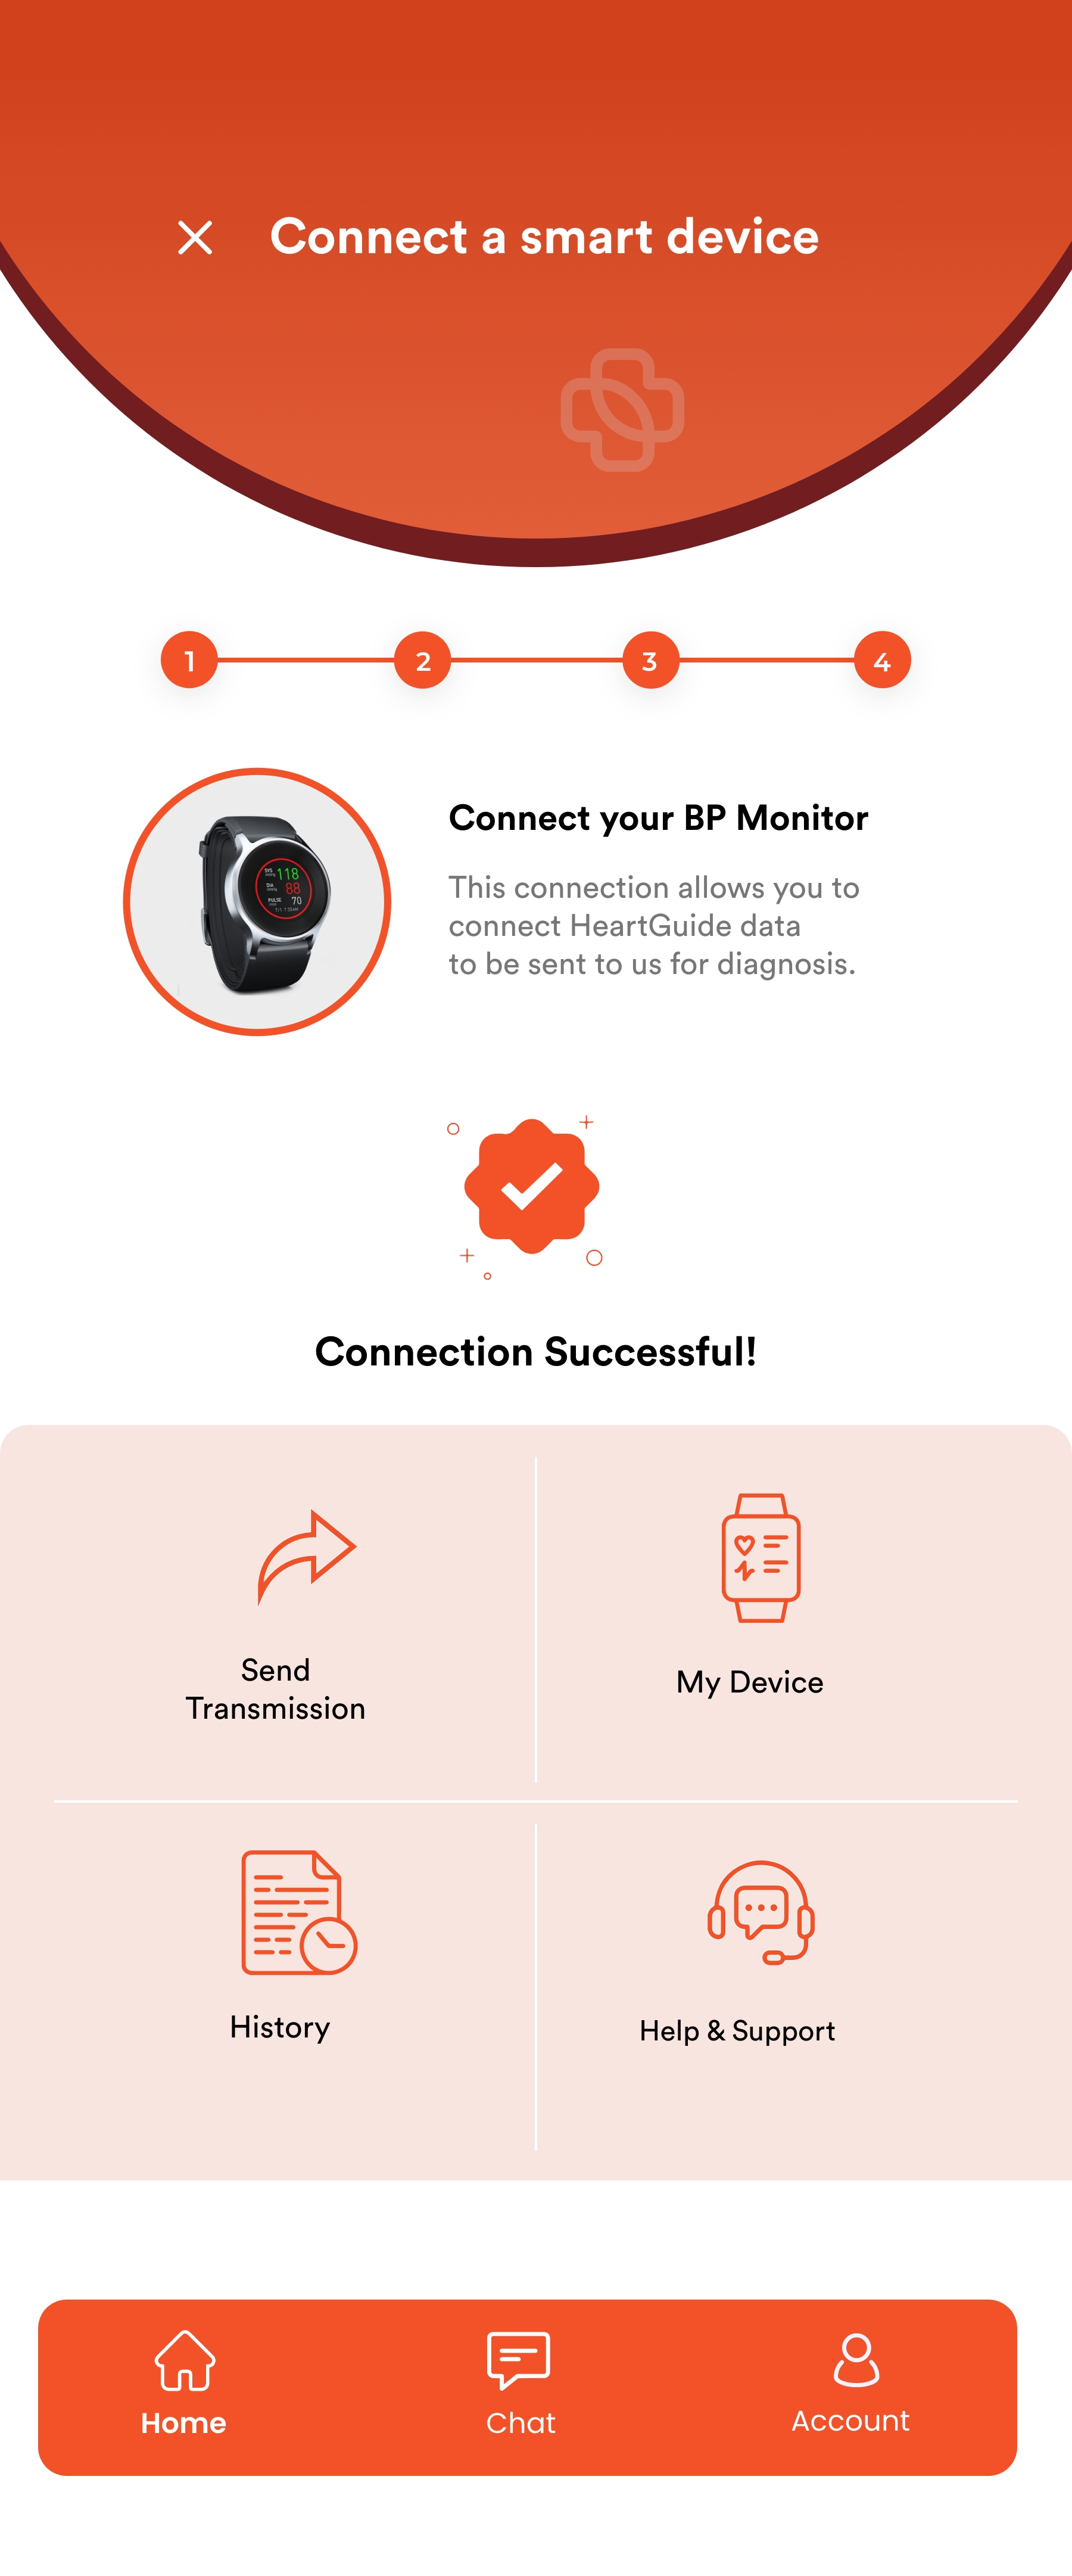 Connect a smart device
1 2 3 4
Connect your BP Monitor
This connection allows you to
connect HeartGuide data
to be sent to us for diagnosis.
SYS 118
DIA 88
PULSE 70
Connection Successful!
Send
Transmission
My Device
History
Help & Support
Home
Chat
Account